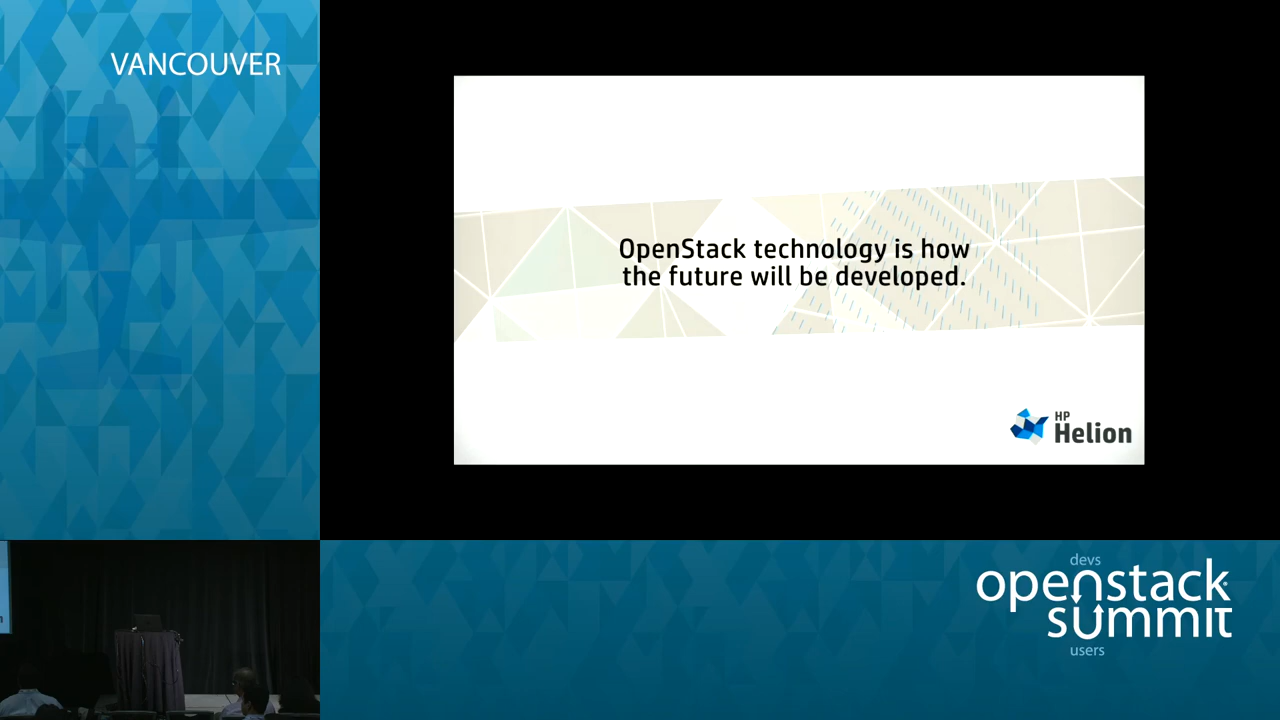 VANCOUVER
OpenStack technology is how
the future will be developed.
HP
Helion
devs
openstack
summit
users